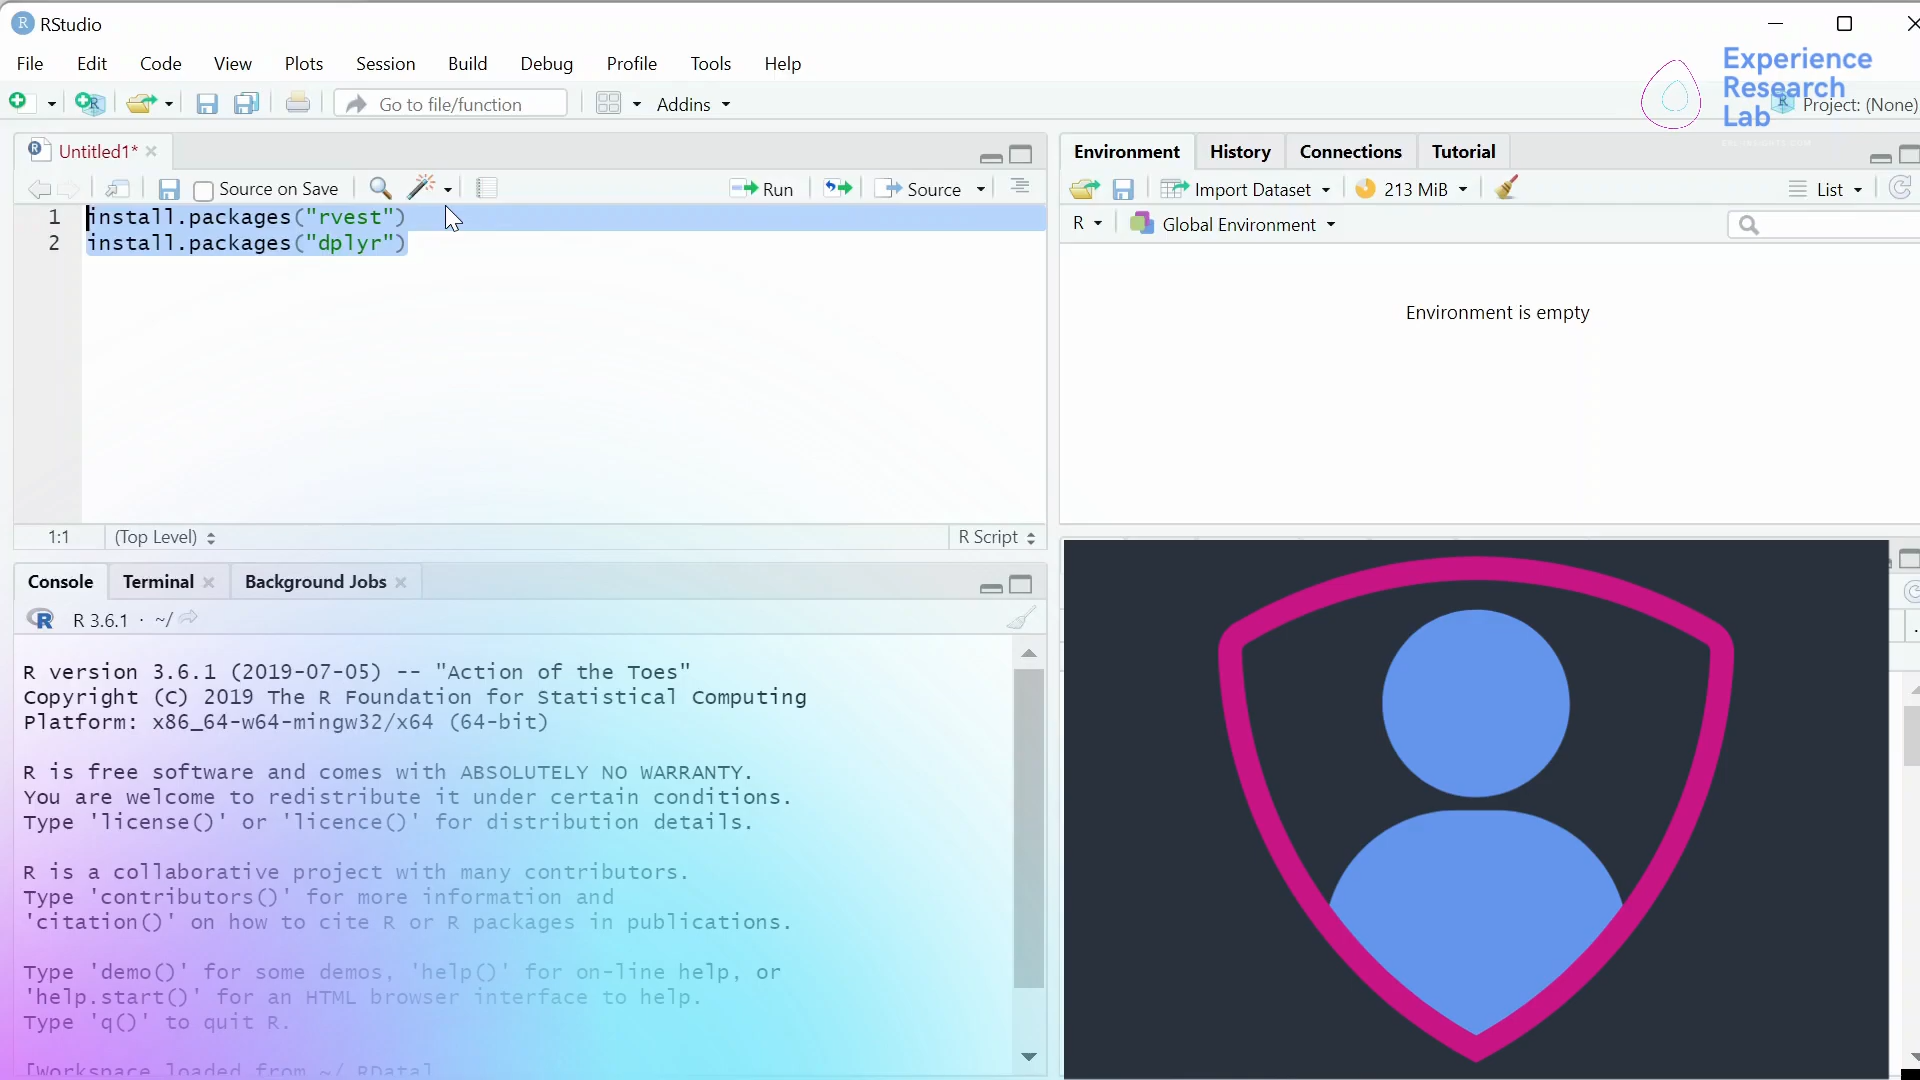 RStudio
File Edit Code View Plots Session Build Debug Profile Tools Help
Experience
Research
Lab
Go to file/function
Addins
Project: (None)
Untitled1*
Source on Save
Run
Source
1 install.packages("rvest")
2 install.packages("dplyr")
1:1
(Top Level)
R Script
Environment History Connections Tutorial
Import Dataset
213 MiB
List
R
Global Environment
Environment is empty
Console Terminal Background Jobs
R 3.6.1 · ~/
R version 3.6.1 (2019-07-05) -- "Action of the Toes"
Copyright (C) 2019 The R Foundation for Statistical Computing
Platform: x86_64-w64-mingw32/x64 (64-bit)
R is free software and comes with ABSOLUTELY NO WARRANTY.
You are welcome to redistribute it under certain conditions.
Type 'license()' or 'licence()' for distribution details.
R is a collaborative project with many contributors.
Type 'contributors()' for more information and
'citation()' on how to cite R or R packages in publications.
Type 'demo()' for some demos, 'help()' for on-line help, or
'help.start()' for an HTML browser interface to help.
Type 'q()' to quit R.
[Workspace loaded from ~/.RData]